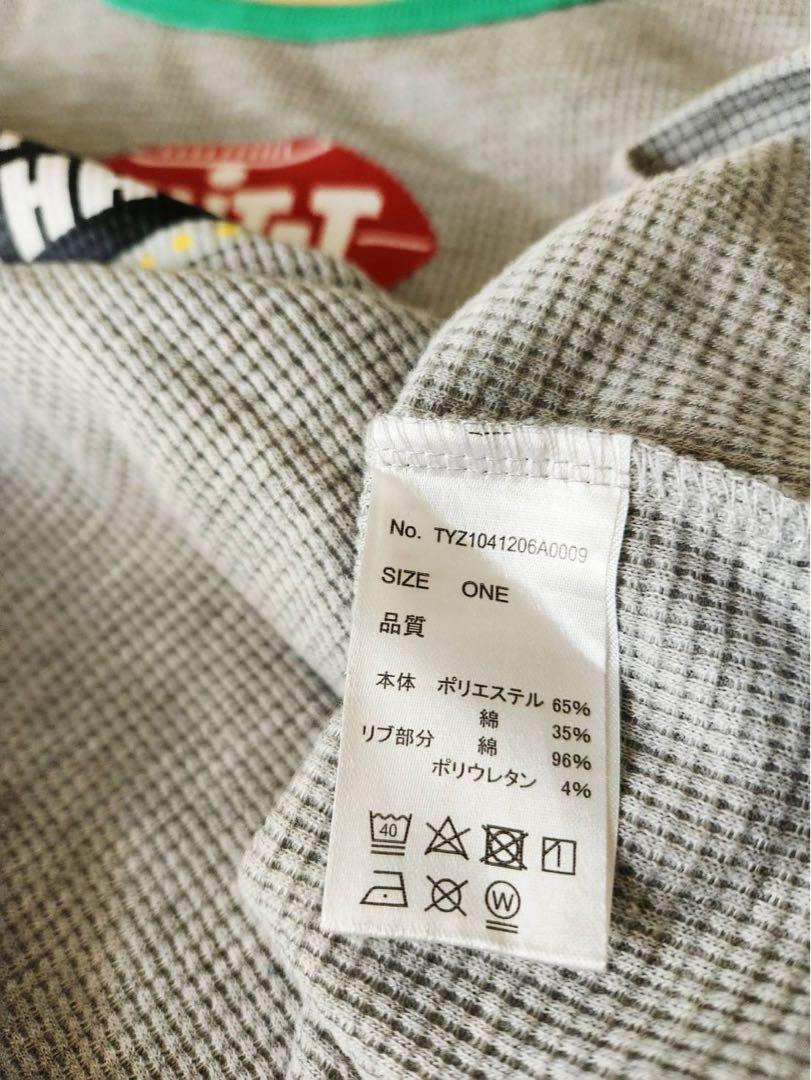 No. TYZ1041206A0009
SIZE ONE
品質
本体 ポリエステル 65%
綿 35%
リブ部分 綿 96%
ポリウレタン 4%
40
W